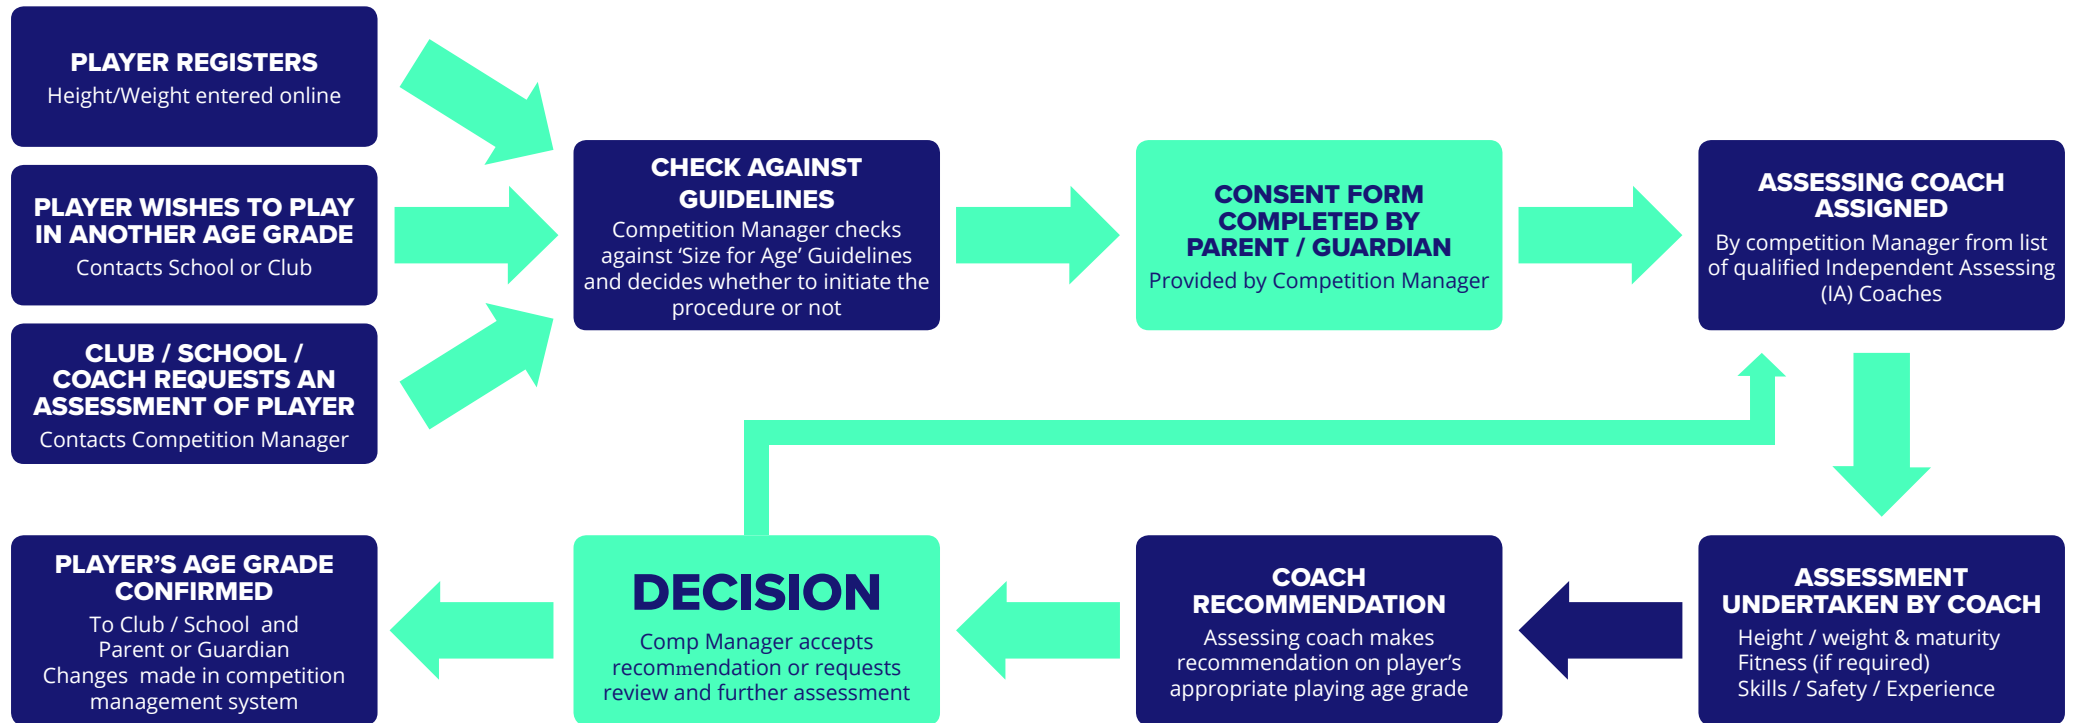 PLAYER REGISTERS
Height/Weight entered online
PLAYER WISHES TO PLAY
IN ANOTHER AGE GRADE
Contacts School or Club
CLUB / SCHOOL /
COACH REQUESTS AN
ASSESSMENT OF PLAYER
Contacts Competition Manager
CHECK AGAINST
GUIDELINES
Competition Manager checks
against ‘Size for Age’ Guidelines
and decides whether to initiate the
procedure or not
CONSENT FORM
COMPLETED BY
PARENT / GUARDIAN
Provided by Competition Manager
ASSESSING COACH
ASSIGNED
By competition Manager from list
of qualified Independent Assessing
(IA) Coaches
ASSESSMENT
UNDERTAKEN BY COACH
Height / weight & maturity
Fitness (if required)
Skills / Safety / Experience
COACH
RECOMMENDATION
Assessing coach makes
recommendation on player’s
appropriate playing age grade
DECISION
Comp Manager accepts
recommendation or requests
review and further assessment
PLAYER’S AGE GRADE
CONFIRMED
To Club / School and
Parent or Guardian
Changes made in competition
management system